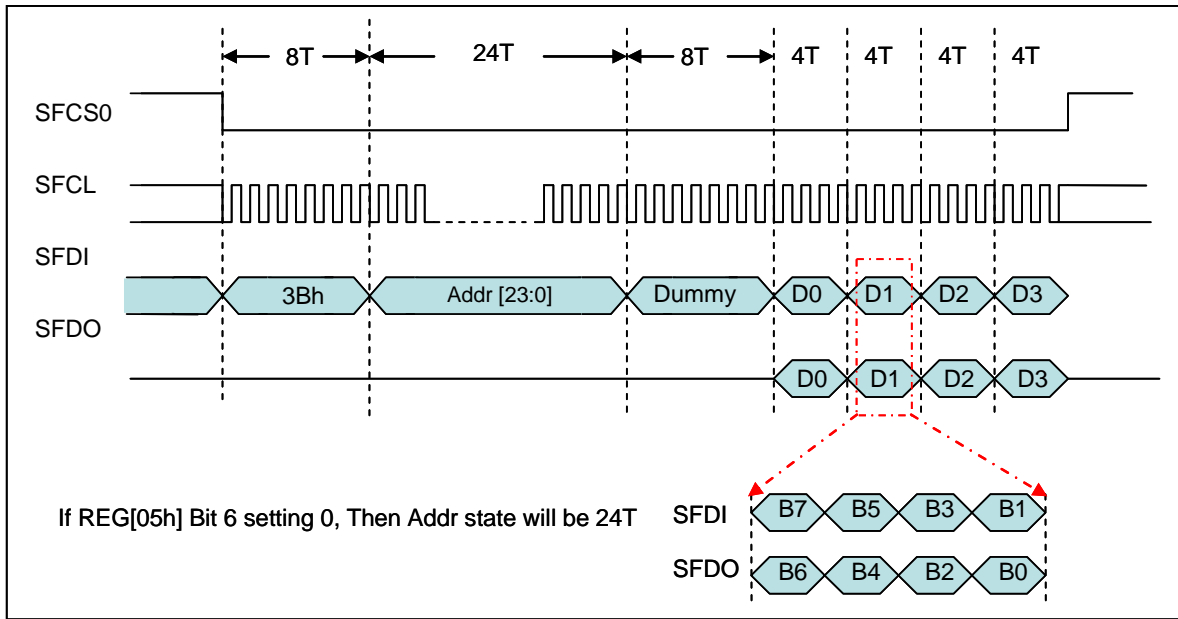 8T 24T 8T 4T 4T 4T 4T
SFCS0
SFCL
SFDI
3Bh Addr [23:0] Dummy D0 D1 D2 D3
SFDO
D0 D1 D2 D3
If REG[05h] Bit 6 setting 0, Then Addr state will be 24T
SFDI B7 B5 B3 B1
SFDO B6 B4 B2 B0